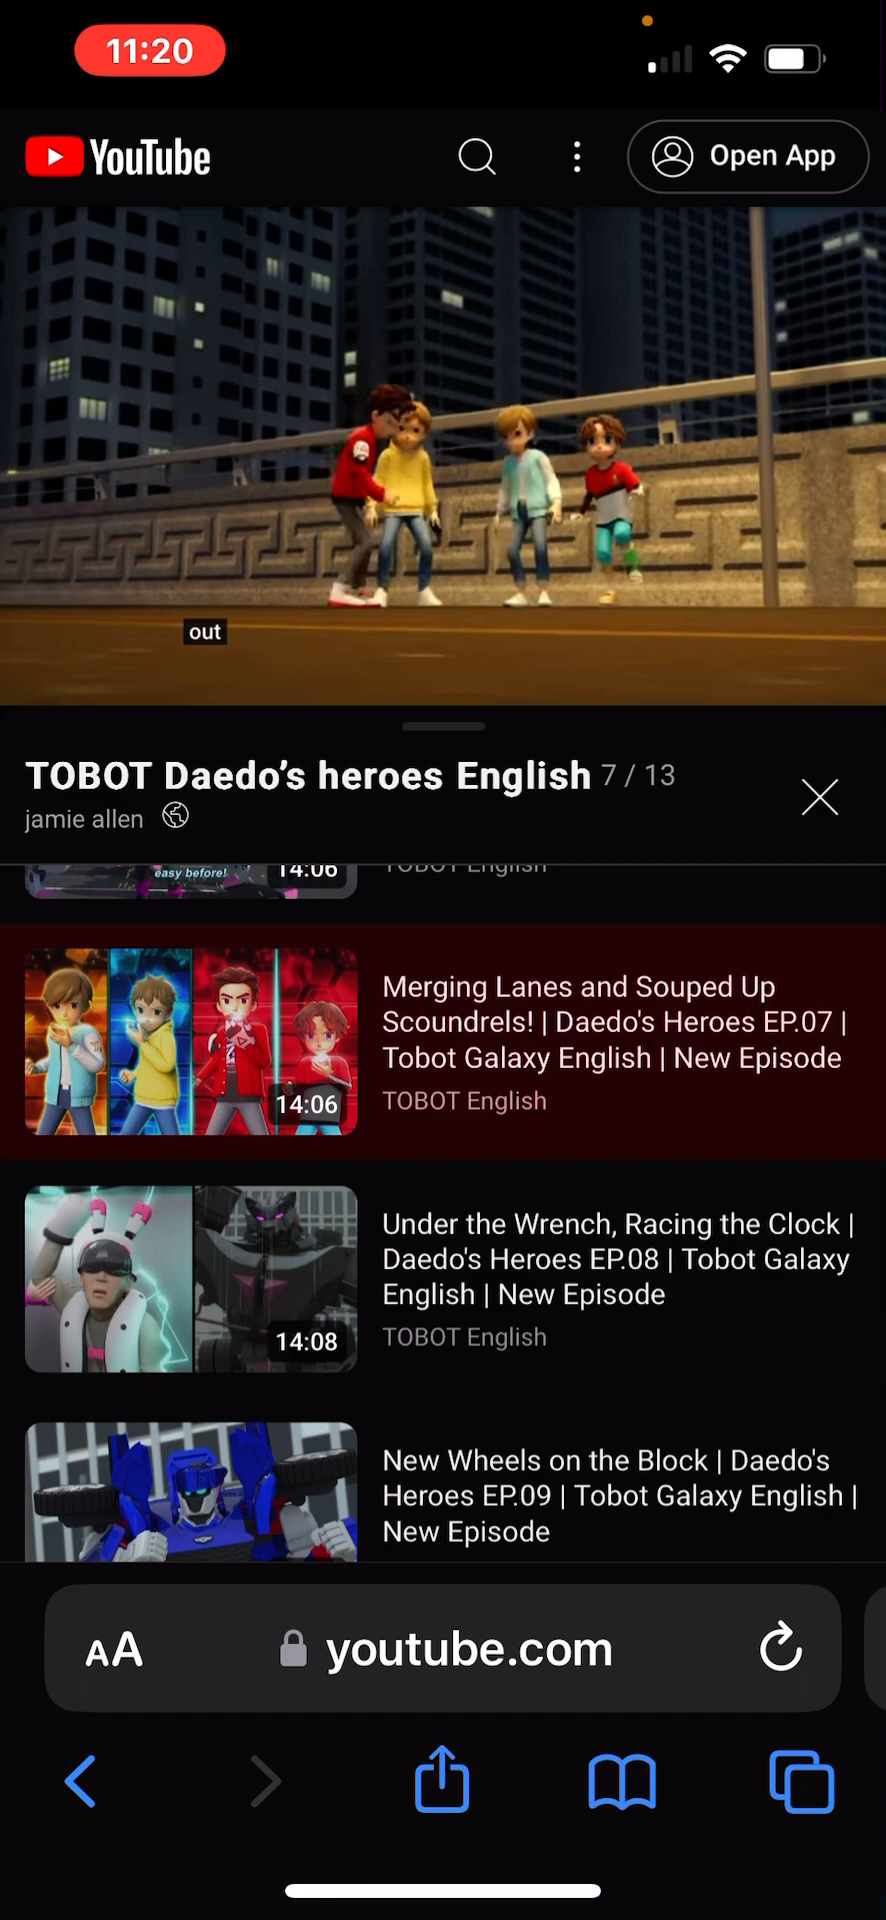 11:20
YouTube
Open App
out
TOBOT Daedo’s heroes English 7 / 13
jamie allen
easy before!
14:06
TOBOT English
Merging Lanes and Souped Up
Scoundrels! | Daedo's Heroes EP.07 |
Tobot Galaxy English | New Episode
TOBOT English
14:06
Under the Wrench, Racing the Clock |
Daedo's Heroes EP.08 | Tobot Galaxy
English | New Episode
TOBOT English
14:08
New Wheels on the Block | Daedo's
Heroes EP.09 | Tobot Galaxy English |
New Episode
AA
youtube.com